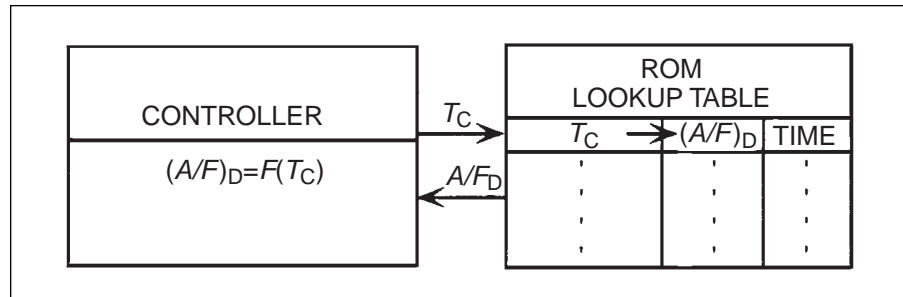 CONTROLLER
(A/F)D=F(TC)
TC
A/FD
ROM
LOOKUP TABLE
TC (A/F)D TIME